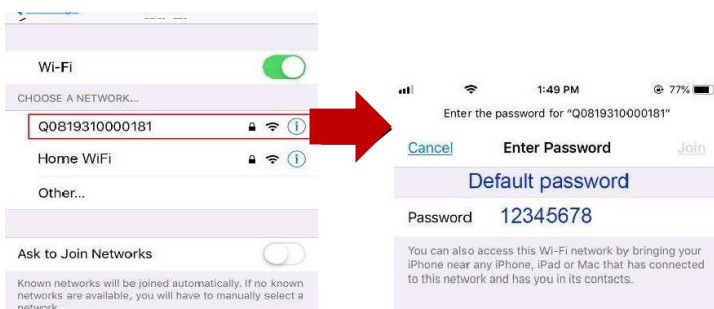 Wi-Fi
CHOOSE A NETWORK...
Q0819310000181
Home WiFi
Other...
Ask to Join Networks
Known networks will be joined automatically. If no known
networks are available, you will have to manually select a
network.
1:49 PM
77%
Enter the password for "Q0819310000181"
Cancel
Enter Password
Join
Default password
Password 12345678
You can also access this Wi-Fi network by bringing your
iPhone near any iPhone, iPad or Mac that has connected
to this network and has you in its contacts.